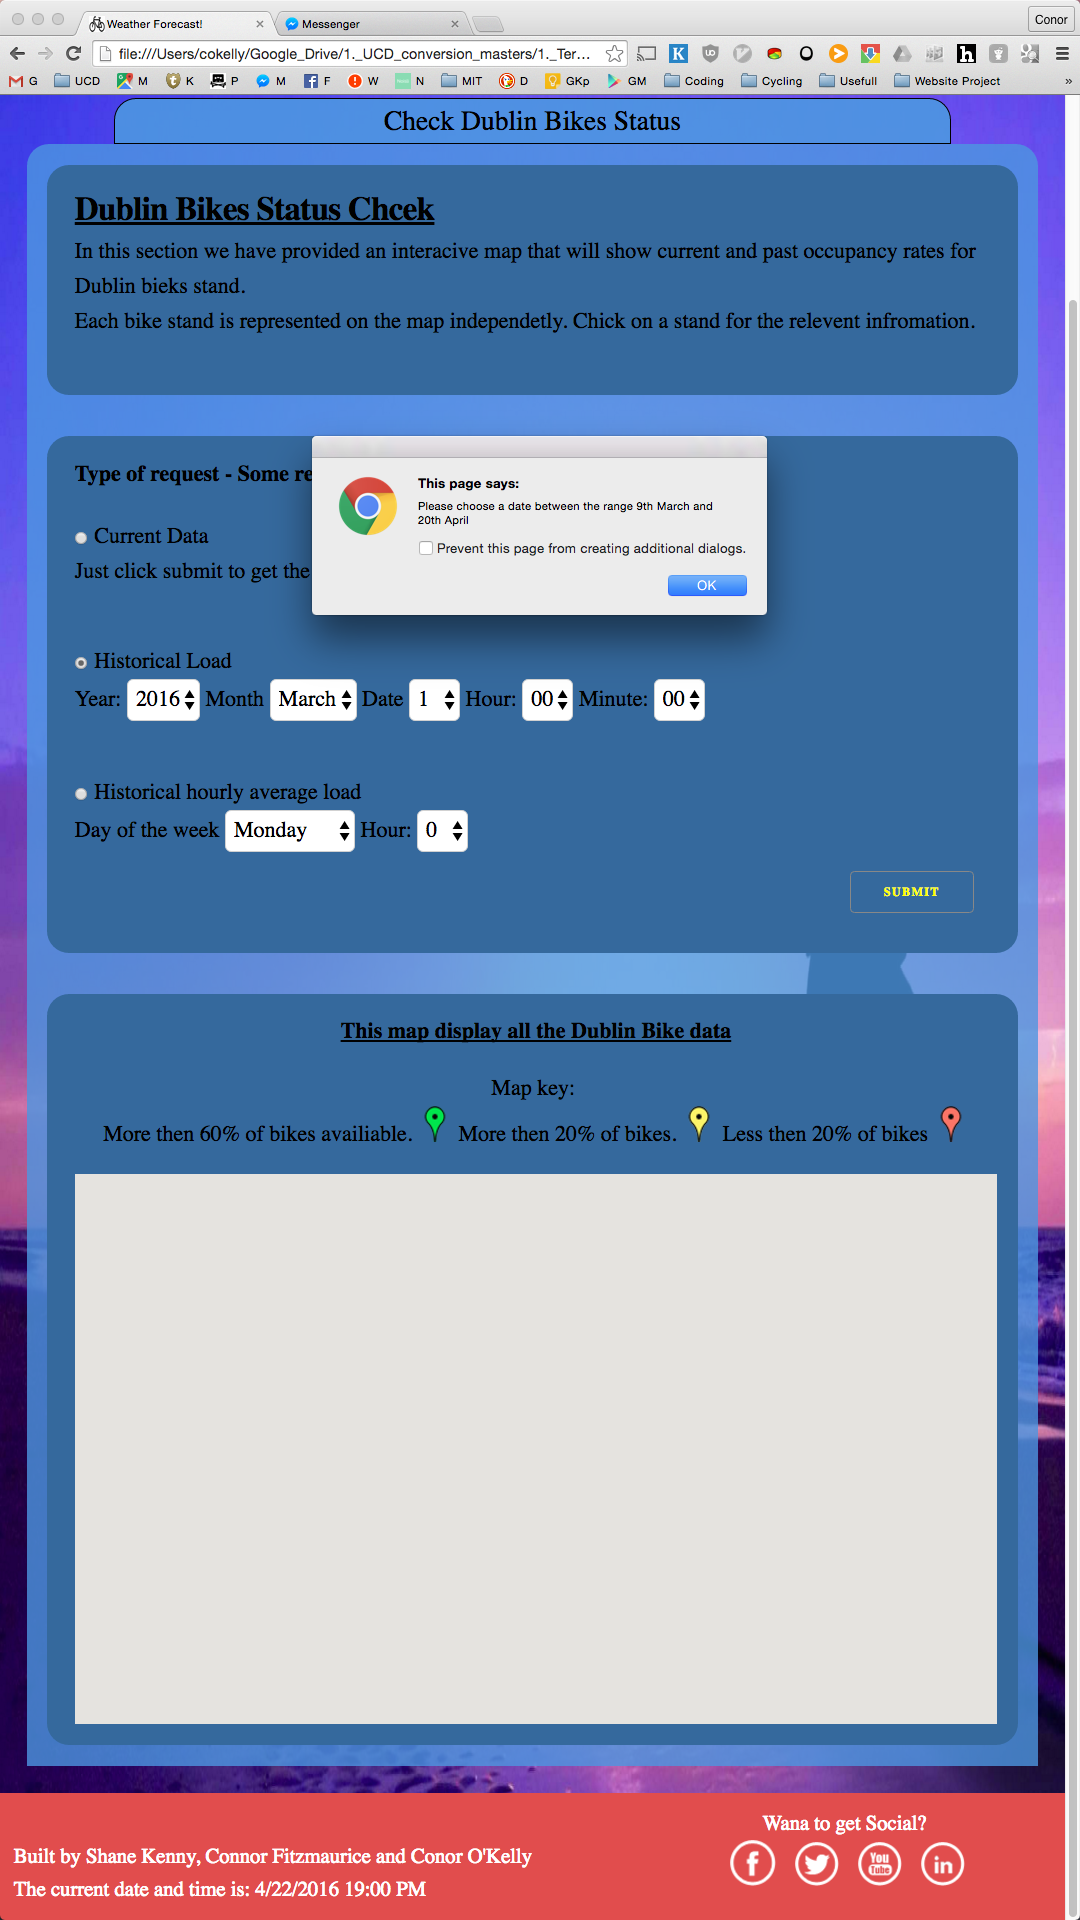 Weather Forecast!
Messenger
Conor
file:///Users/cokelly/Google_Drive/1._UCD_conversion_masters/1._Ter...
G UCD M K P M F W N MIT D GKp GM Coding Cycling Usefull Website Project »
Check Dublin Bikes Status
Dublin Bikes Status Chcek
In this section we have provided an interacive map that will show current and past occupancy rates for
Dublin bieks stand.
Each bike stand is represented on the map independetly. Chick on a stand for the relevent infromation.
Type of request - Some re
This page says:
Please choose a date between the range 9th March and
20th April
Prevent this page from creating additional dialogs.
OK
Current Data
Just click submit to get the
Historical Load
Year: 2016 Month March Date 1 Hour: 00 Minute: 00
Historical hourly average load
Day of the week Monday Hour: 0
SUBMIT
This map display all the Dublin Bike data
Map key:
More then 60% of bikes availiable. More then 20% of bikes. Less then 20% of bikes
Wana to get Social?
Built by Shane Kenny, Connor Fitzmaurice and Conor O'Kelly
You
Tube
in
The current date and time is: 4/22/2016 19:00 PM